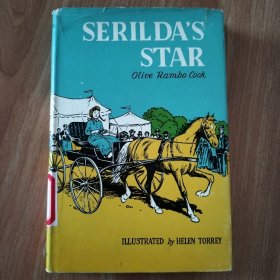 SERILDA'S
STAR
Olive Rambo Cook
ILLUSTRATED by HELEN TORREY